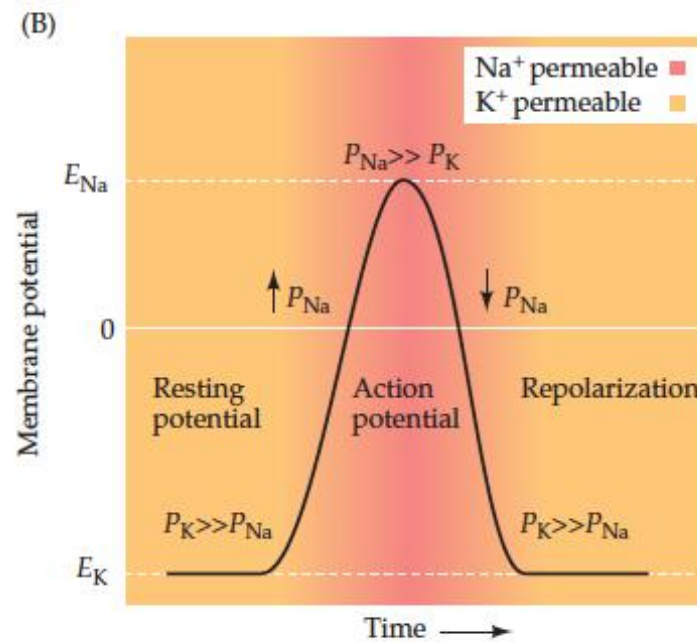 (B)
Na⁺ permeable
K⁺ permeable
P_Na>> P_K
E_Na
↑ P_Na
↓ P_Na
0
Membrane potential
Resting
potential
Action
potential
Repolarization
P_K>>P_Na
P_K>>P_Na
E_K
Time →